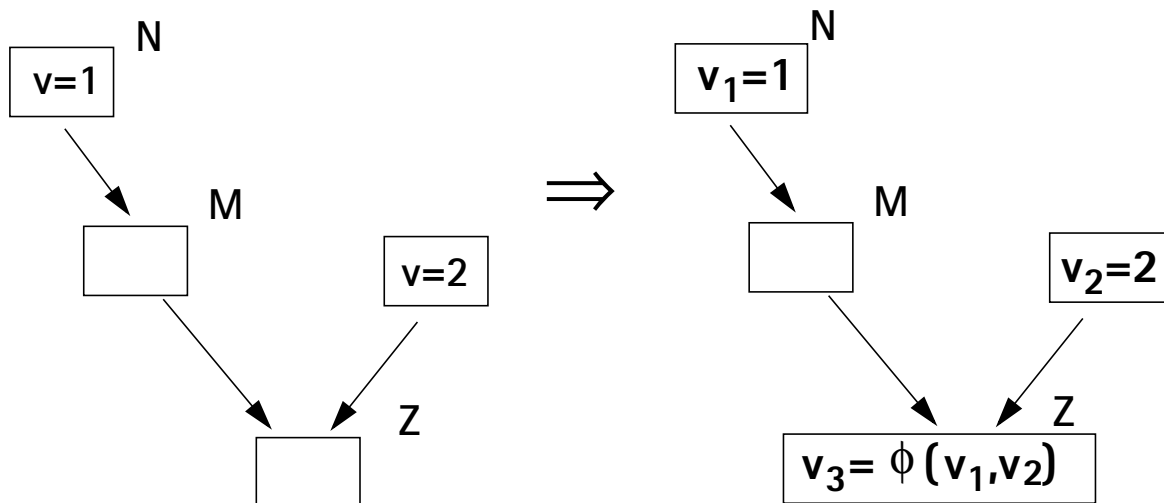 N
v=1
M
v=2
Z
⇒
N
v₁=1
M
v₂=2
Z
v₃= ϕ (v₁,v₂)